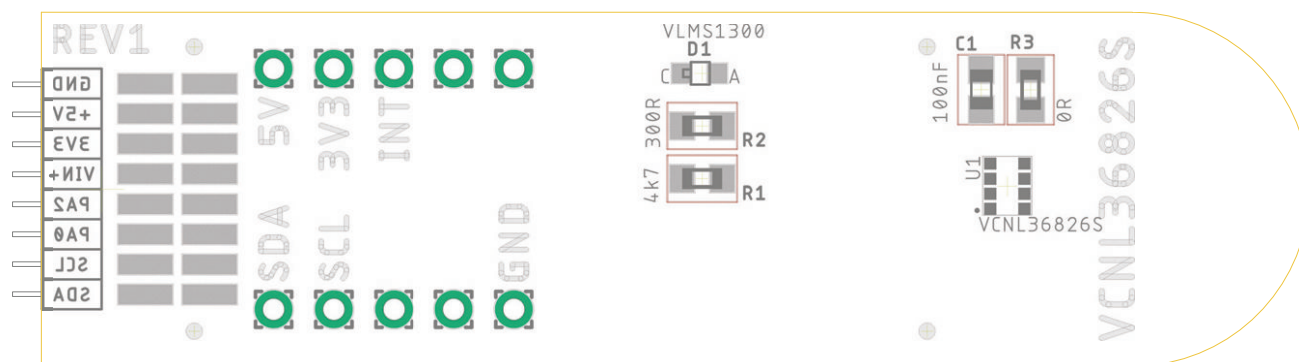 REV1
GND
+5V
3V3
VIN+
PA2
PA0
SCL
SDA
5V
3V3
INT
SDA
SCL
GND
VLMS1300
D1
C
A
300R
R2
4k7
R1
C1
R3
100nF
0R
U1
VCNL36826S
VCNL36826S